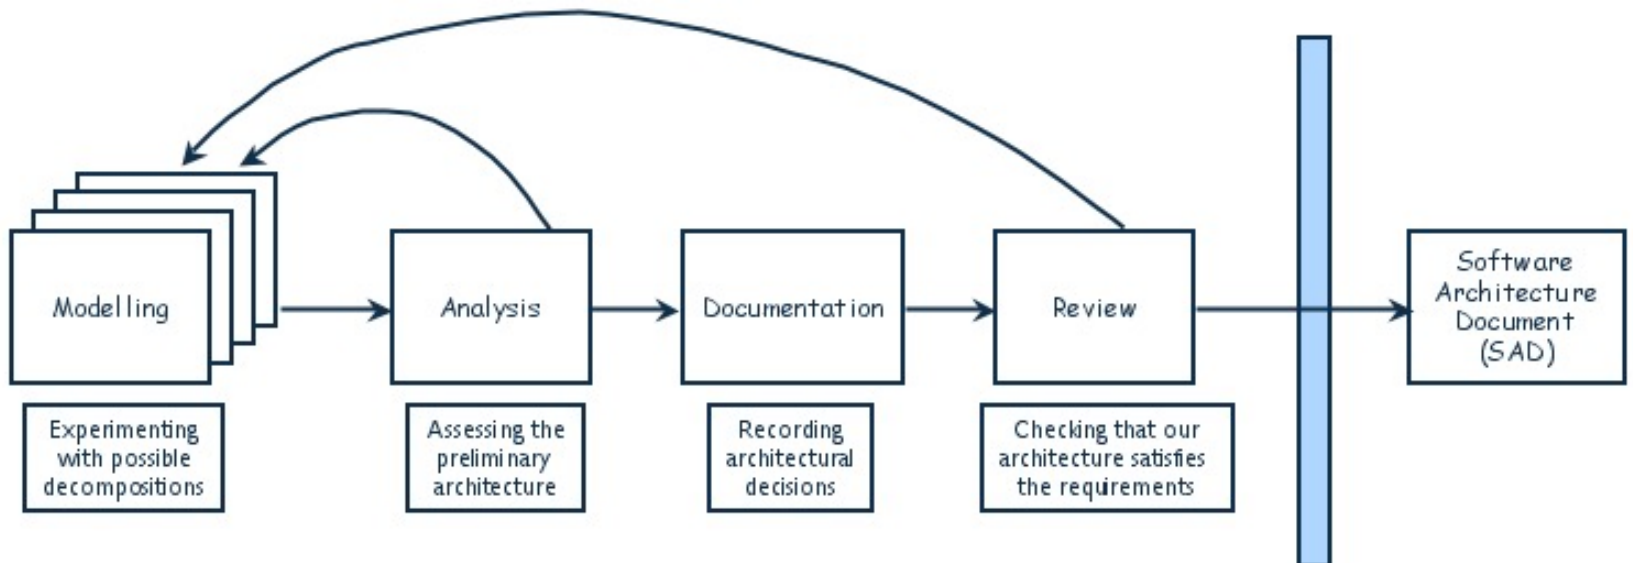 Modelling
Analysis
Documentation
Review
Software
Architecture
Document
(SAD)
Experimenting
with possible
decompositions
Assessing the
preliminary
architecture
Recording
architectural
decisions
Checking that our
architecture satisfies
the requirements